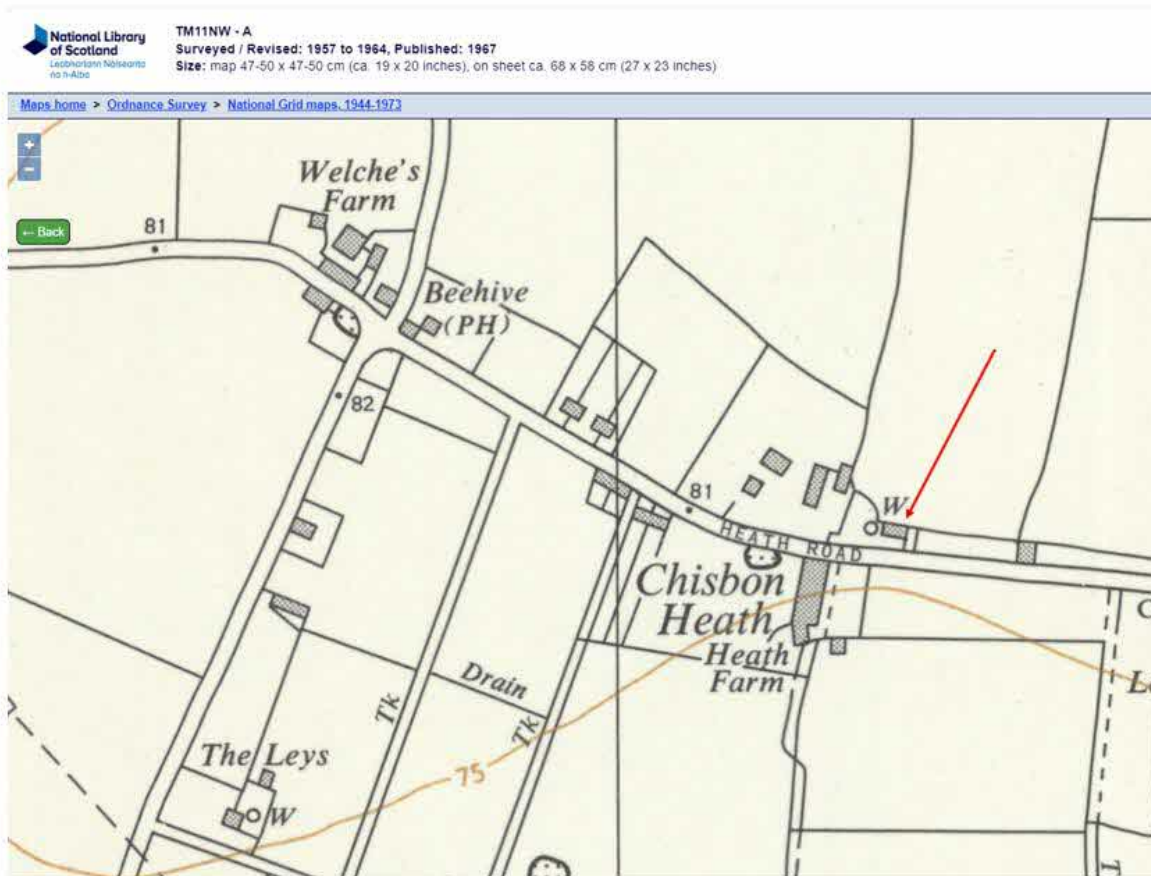 National Library
of Scotland
Leabharlann Nàiseanta
na h-Alba
TM11NW - A
Surveyed / Revised: 1957 to 1964, Published: 1967
Size: map 47-50 x 47-50 cm (ca. 19 x 20 inches), on sheet ca. 68 x 58 cm (27 x 23 inches)
Maps home > Ordnance Survey > National Grid maps, 1944-1973
+
−
← Back
Welche's
Farm
81
Beehive
(PH)
82
81
W
HEATH ROAD
Chisbon
Heath
Heath
Farm
Drain
Tk
Tk
The Leys
75
W